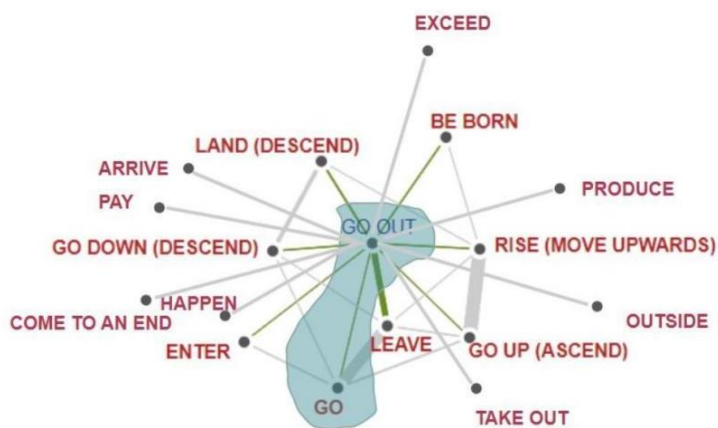 EXCEED
BE BORN
LAND (DESCEND)
ARRIVE
PRODUCE
PAY
GO OUT
GO DOWN (DESCEND)
RISE (MOVE UPWARDS)
HAPPEN
COME TO AN END
OUTSIDE
ENTER
LEAVE
GO UP (ASCEND)
GO
TAKE OUT